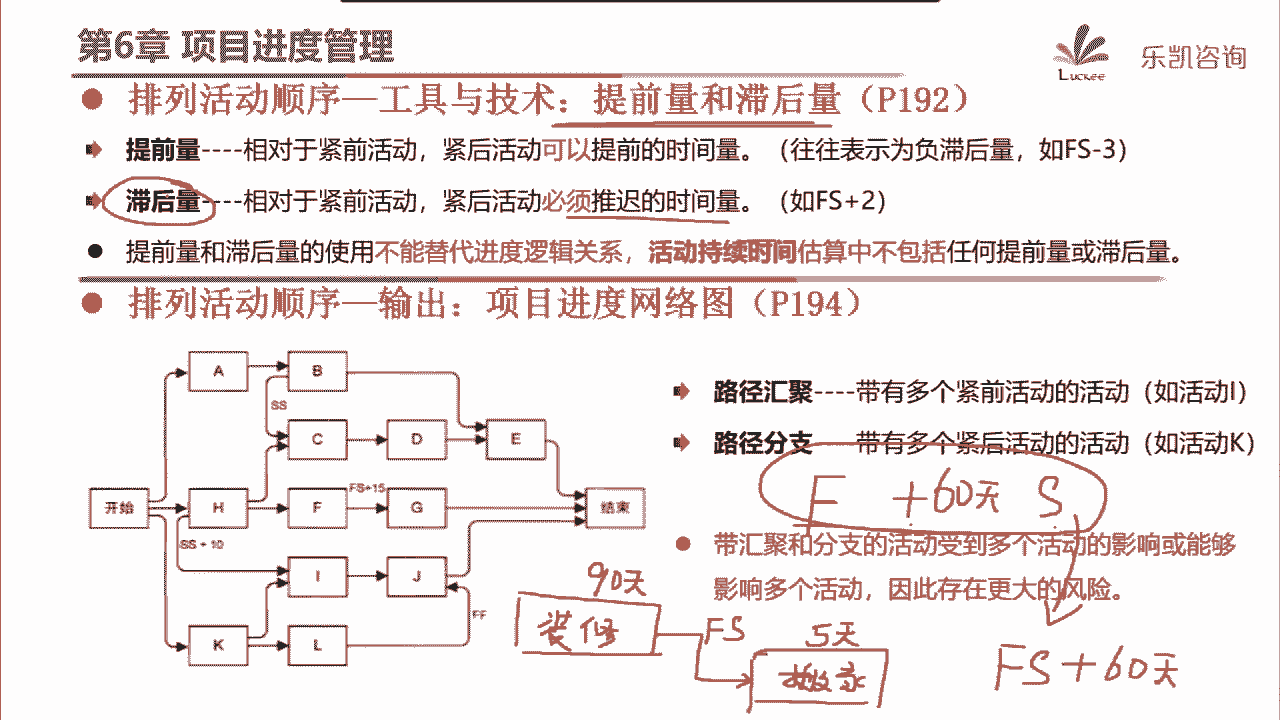 第6章 项目进度管理
Luckee
乐凯咨询
排列活动顺序—工具与技术：提前量和滞后量（P192）
提前量----相对于紧前活动，紧后活动可以提前的时间量。（往往表示为负滞后量，如FS-3）
滞后量----相对于紧前活动，紧后活动必须推迟的时间量。（如FS+2）
提前量和滞后量的使用不能替代进度逻辑关系，活动持续时间估算中不包括任何提前量或滞后量。
排列活动顺序—输出：项目进度网络图（P194）
A
B
SS
C
D
E
开始
H
F
FS+15
G
结束
SS + 10
I
J
FF
K
L
路径汇聚----带有多个紧前活动的活动（如活动I）
路径分支----带有多个紧后活动的活动（如活动K）
F +60天 S
带汇聚和分支的活动受到多个活动的影响或能够
影响多个活动，因此存在更大的风险。
90天
装修
FS
5天
搬家
FS+60天